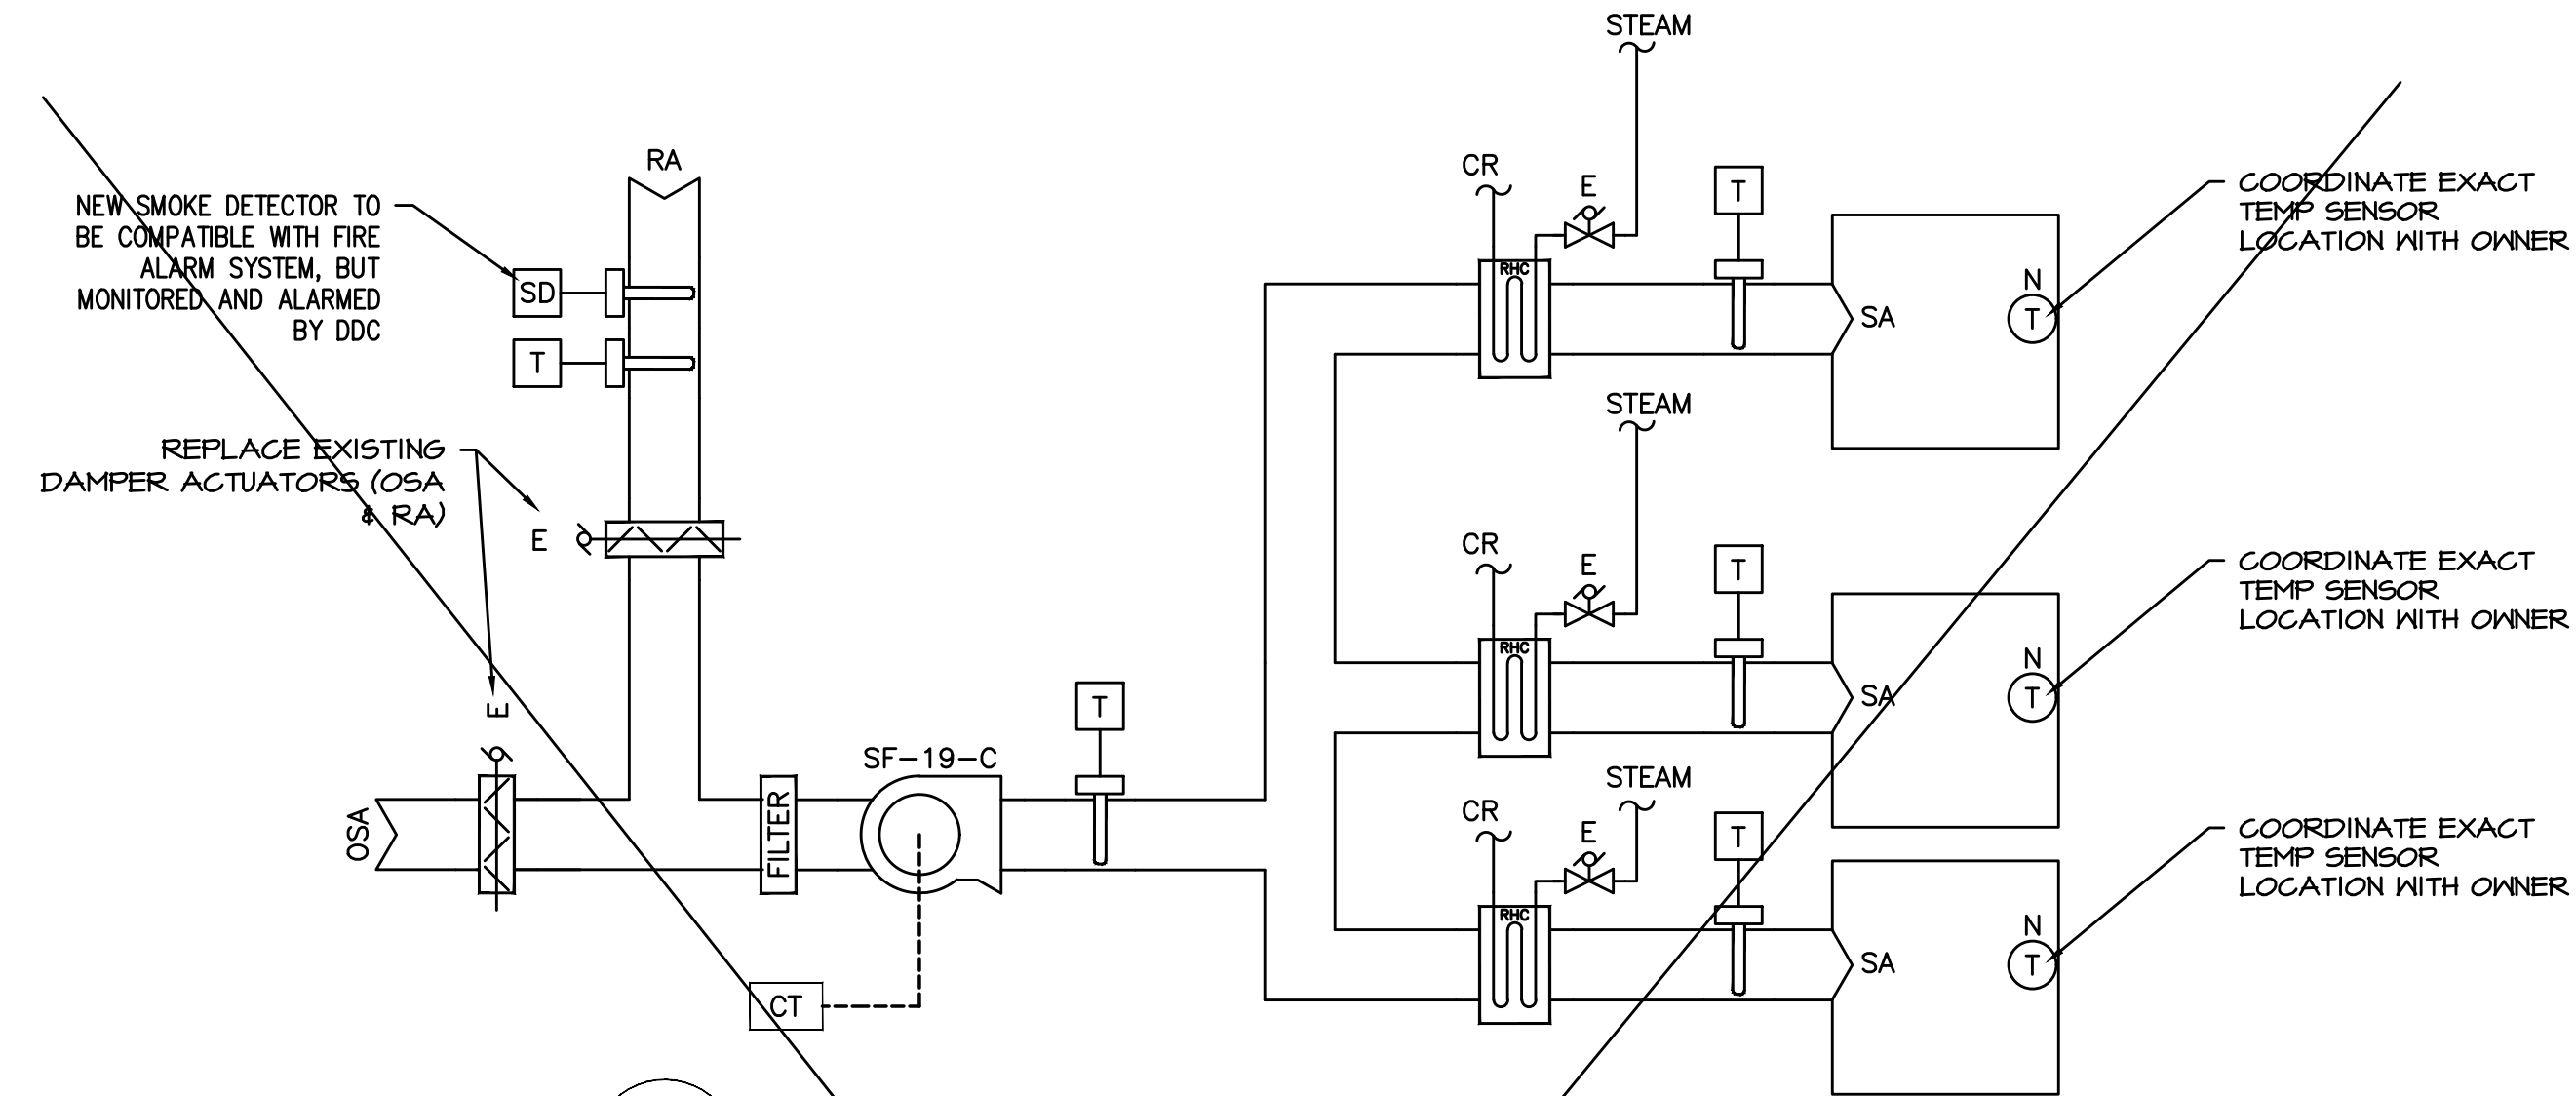 STEAM
RA
CR
E
T
NEW SMOKE DETECTOR TO
BE COMPATIBLE WITH FIRE
ALARM SYSTEM, BUT
MONITORED AND ALARMED
BY DDC
COORDINATE EXACT
TEMP SENSOR
LOCATION WITH OWNER
RHC
N
SD
SA
T
T
STEAM
REPLACE EXISTING
DAMPER ACTUATORS (OSA
& RA)
E
CR
E
T
COORDINATE EXACT
TEMP SENSOR
LOCATION WITH OWNER
RHC
N
SA
T
E
T
SF-19-C
STEAM
CR
E
T
COORDINATE EXACT
TEMP SENSOR
LOCATION WITH OWNER
OSA
FILTER
RHC
N
SA
T
CT